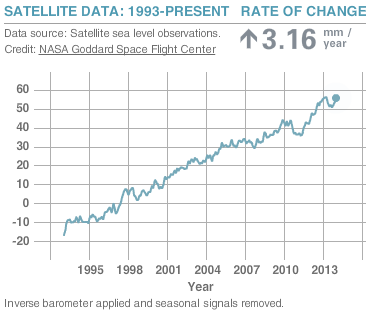 SATELLITE DATA: 1993-PRESENT RATE OF CHANGE
Data source: Satellite sea level observations.
Credit: NASA Goddard Space Flight Center
↑3.16 mm / year
60
50
40
30
20
10
0
-10
-20
1995 1998 2001 2004 2007 2010 2013
Year
Inverse barometer applied and seasonal signals removed.